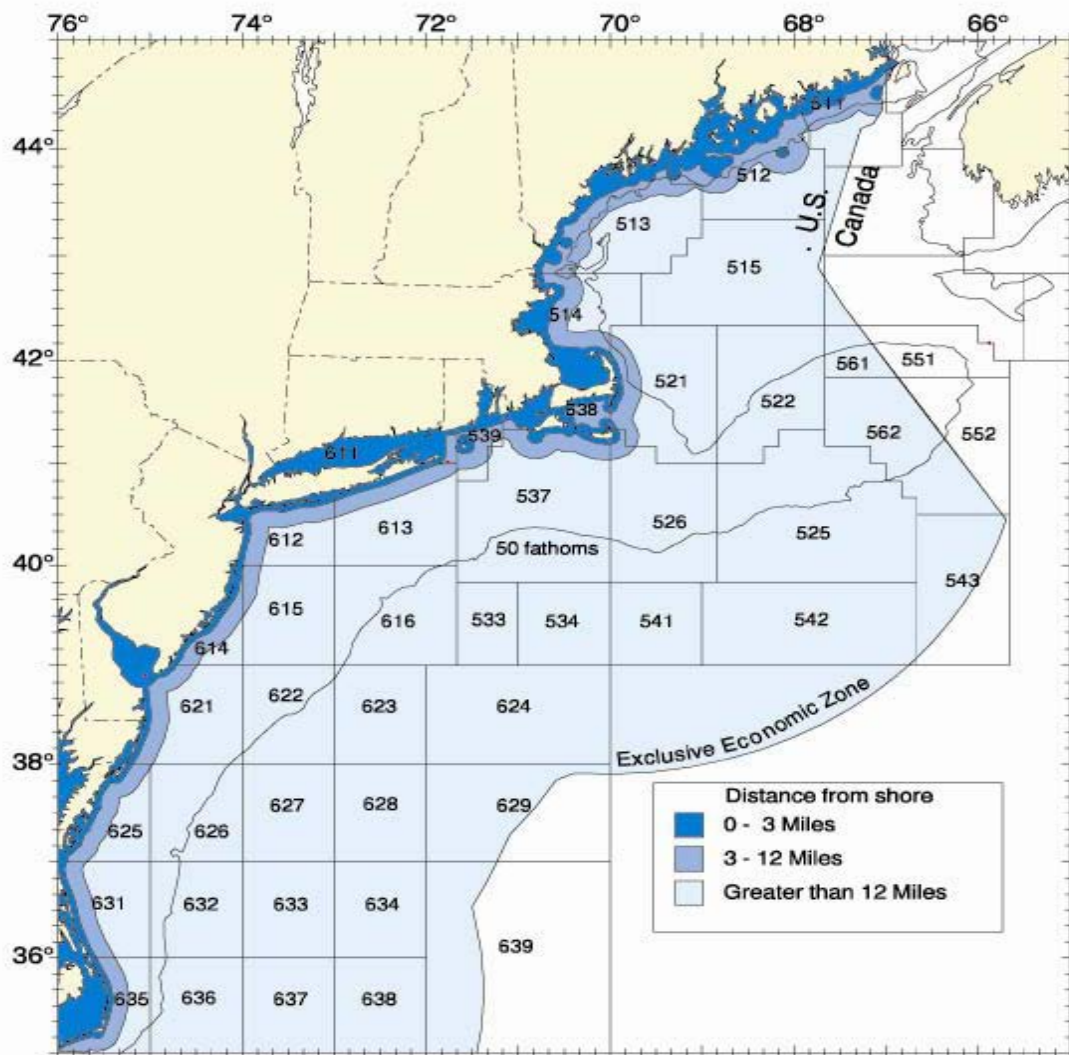 76° 74° 72° 70° 68° 66°
44°
511
512
U.S.
Canada
513
515
514
42°
561 551
521
522
538
562 552
539
611
537
526
525
613
612
50 fathoms
40°
543
615
616 533 534 541 542
614
622
621 623 624
Exclusive Economic Zone
38°
627 628 629
625 626
Distance from shore
0 - 3 Miles
3 - 12 Miles
Greater than 12 Miles
631 632 633 634
36°
639
635 636 637 638